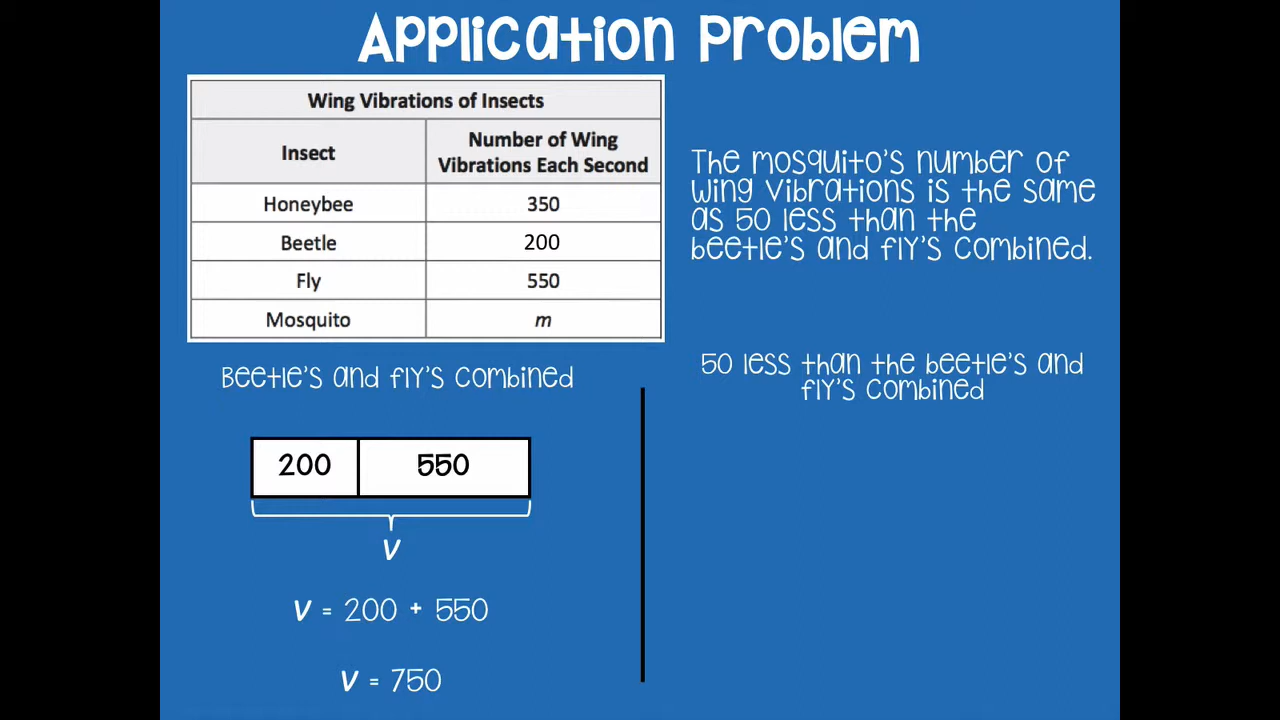 Application Problem
Wing Vibrations of Insects
Insect
Number of Wing
Vibrations Each Second
Honeybee 350
Beetle 200
Fly 550
Mosquito m
The mosquito's number of
wing vibrations is the same
as 50 less than the
beetle's and fly's combined.
Beetle's and fly's combined
200 550
V
V = 200 + 550
V = 750
50 less than the beetle's and
fly's combined